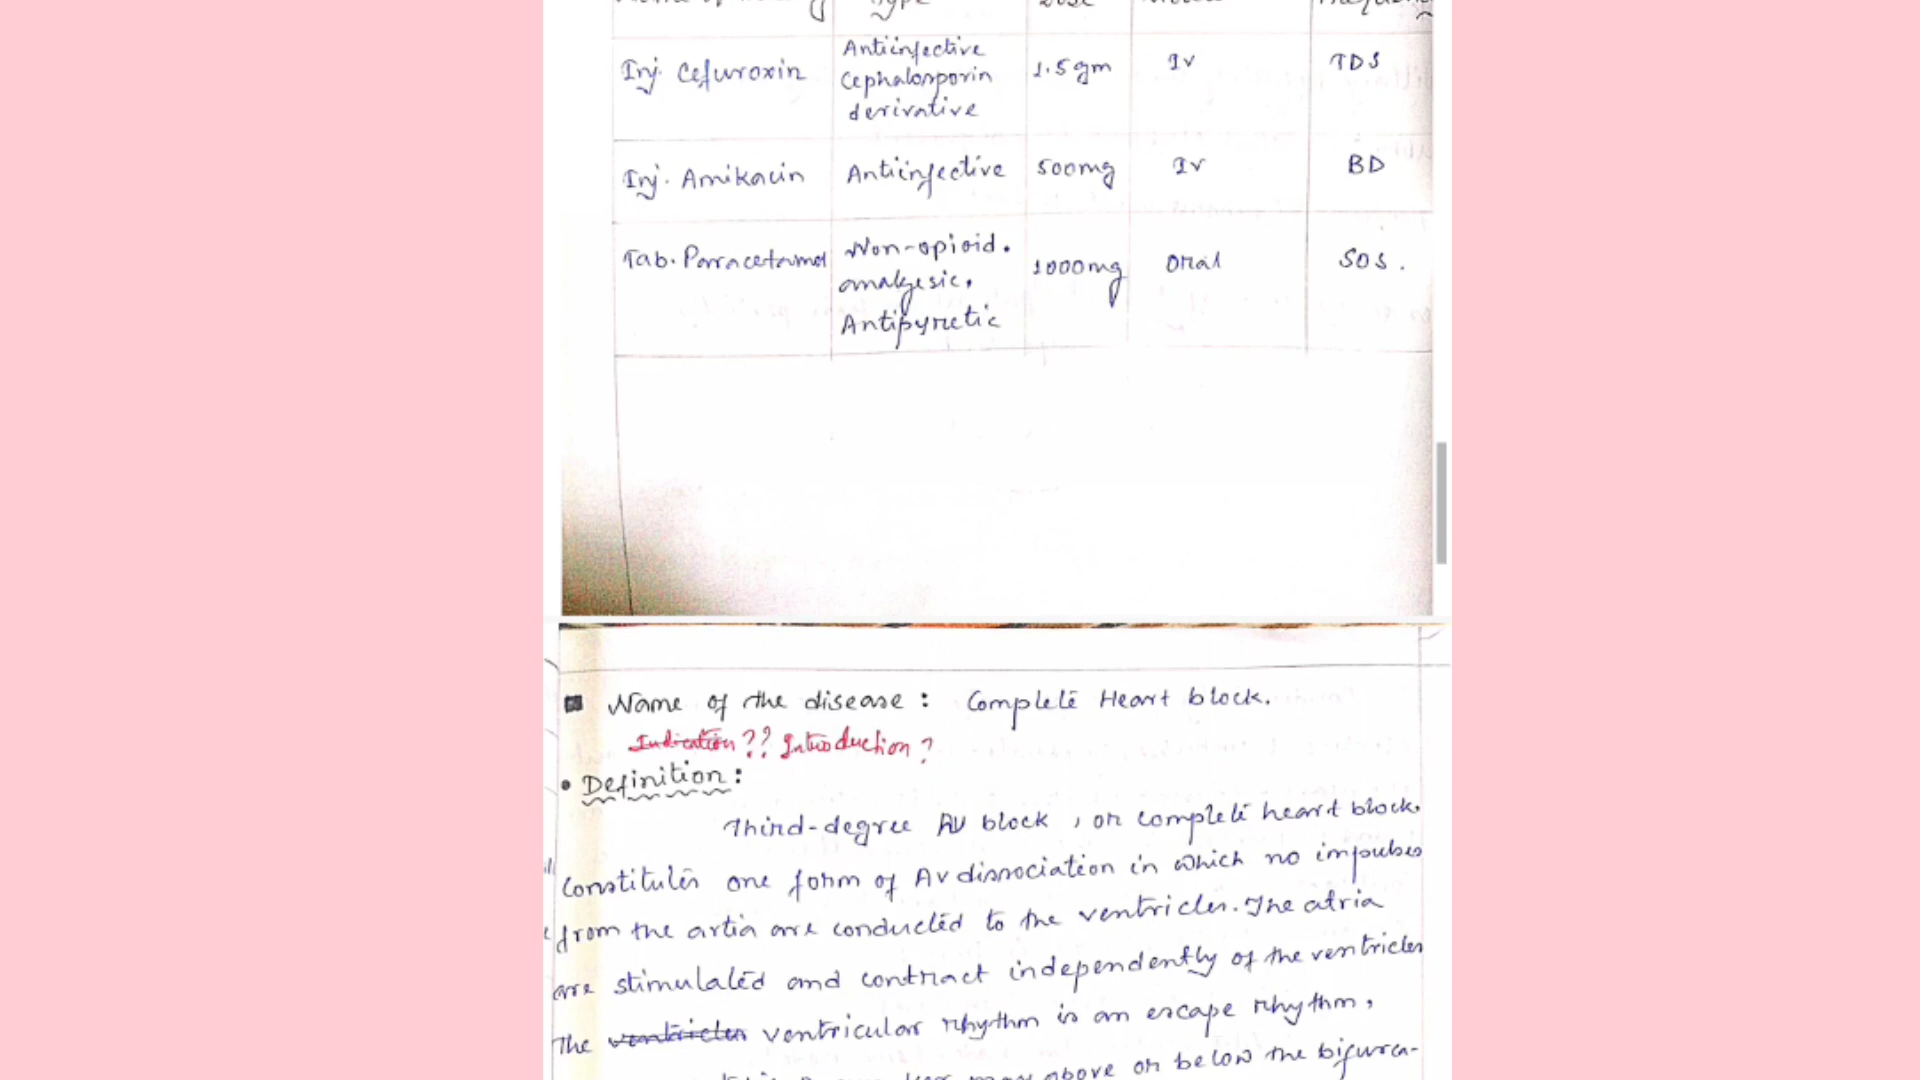 Type Dose
Inj. Cefuroxin Antiinfective Cephalosporin derivative 1.5gm Iv TDS
Inj. Amikacin Antiinfective 500mg Iv BD
Tab. Parracetamol Non-opioid. analgesic, Antipyretic 1000mg Oral SOS.
Name of the disease : Complete Heart block.
Indication?? Introduction?
• Definition :
Third-degree AV block, or complete heart block
constitutes one form of AV dissociation in which no impulses
from the artia are conducted to the ventricles. The atria
are stimulated and contract independently of the ventricles
The ventricles ventricular rhythm is an escape rhythm,
may above or below the bifurca-